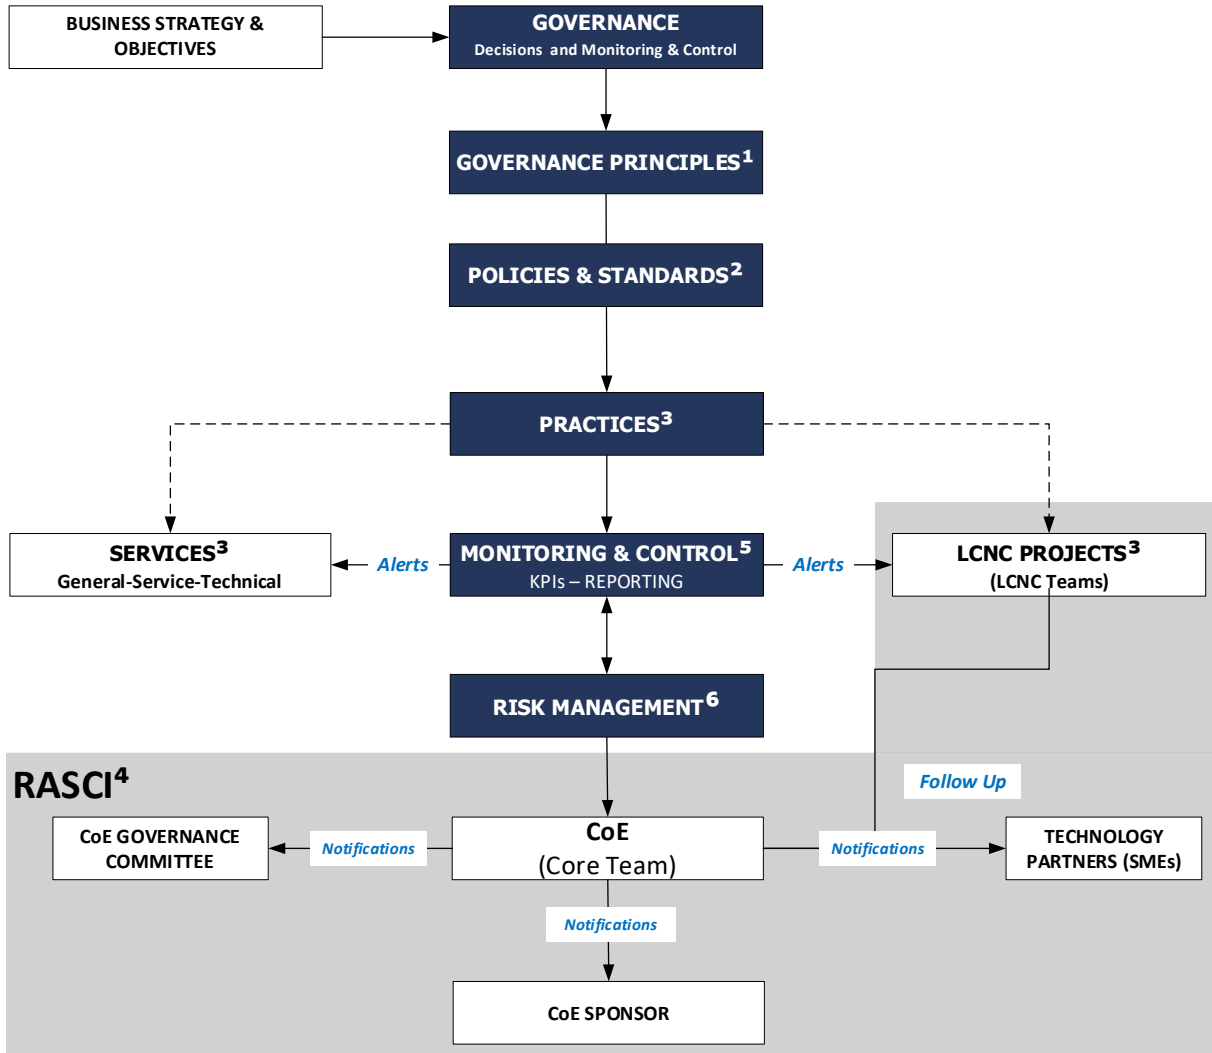 BUSINESS STRATEGY &
OBJECTIVES
GOVERNANCE
Decisions and Monitoring & Control
GOVERNANCE PRINCIPLES¹
POLICIES & STANDARDS²
PRACTICES³
SERVICES³
General-Service-Technical
Alerts
MONITORING & CONTROL⁵
KPIs – REPORTING
Alerts
LCNC PROJECTS³
(LCNC Teams)
RISK MANAGEMENT⁶
RASCI⁴
Follow Up
CoE GOVERNANCE
COMMITTEE
Notifications
CoE
(Core Team)
Notifications
TECHNOLOGY
PARTNERS (SMEs)
Notifications
CoE SPONSOR